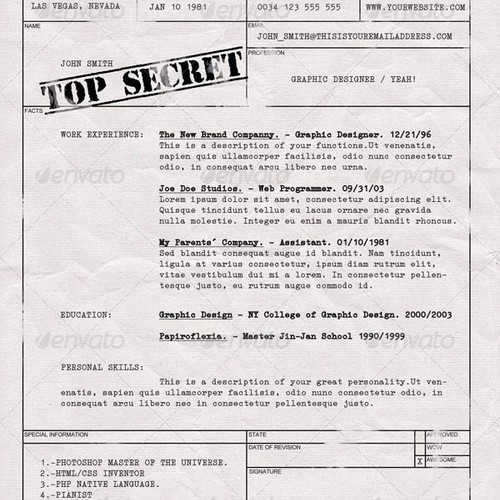 LAS VEGAS, NEVADA
JAN 10 1981
0034 123 555 555
WWW.YOURWEBSITE.COM
NAME
EMAIL
JOHN_SMITH@THISISYOUREMAILADDRESS.COM
JOHN SMITH
PROFESSION
GRAPHIC DESIGNER / YEAH!
TOP SECRET
FACTS
WORK EXPERIENCE:
The New Brand Companny. - Graphic Designer. 12/21/96
This is a description of your functions.Ut venenatis,
sapien quis ullamcorper facilisis, odio nunc consectetur
odio, in consequat arcu libero nec urna.
Joe Doe Studios. - Web Programmer. 09/31/03
Lorem ipsum dolor sit amet, consectetur adipiscing elit.
Quisque tincidunt tellus eu lacus ornare nec gravida
nulla molestie. Integer eu enim a mauris blandit rhoncus.
My Parents´ Company. - Assistant. 01/10/1981
Sed blandit consequat augue id blandit. Nam tincidunt,
ligula at varius consectetur, ipsum diam rutrum elit,
vitae vestibulum dui mi a lorem. In consectetur pellen-
tesque justo, eu rutrum augue commodo id.
EDUCATION:
Graphic Design - NY College of Graphic Design. 2000/2003
Papiroflexia. - Master Jin-Jan School 1990/1999
PERSONAL SKILLS:
This is a description of your great personality.Ut ven-
enatis, sapien quis ullamcorper facilisis, odio nunc consectetur in
consequat arcu libero nec in consectetur pellentesque justo.
SPECIAL INFORMATION
STATE
APPROVED
DATE OF REVISION
WOW
X AWESOME
SIGNATURE
1.-PHOTOSHOP MASTER OF THE UNIVERSE.
2.-HTML/CSS INVENTOR
3.-PHP NATIVE LANGUAGE.
4.-PIANIST
envato
envato
envato
envato
envato
envato
envato
envato
envato